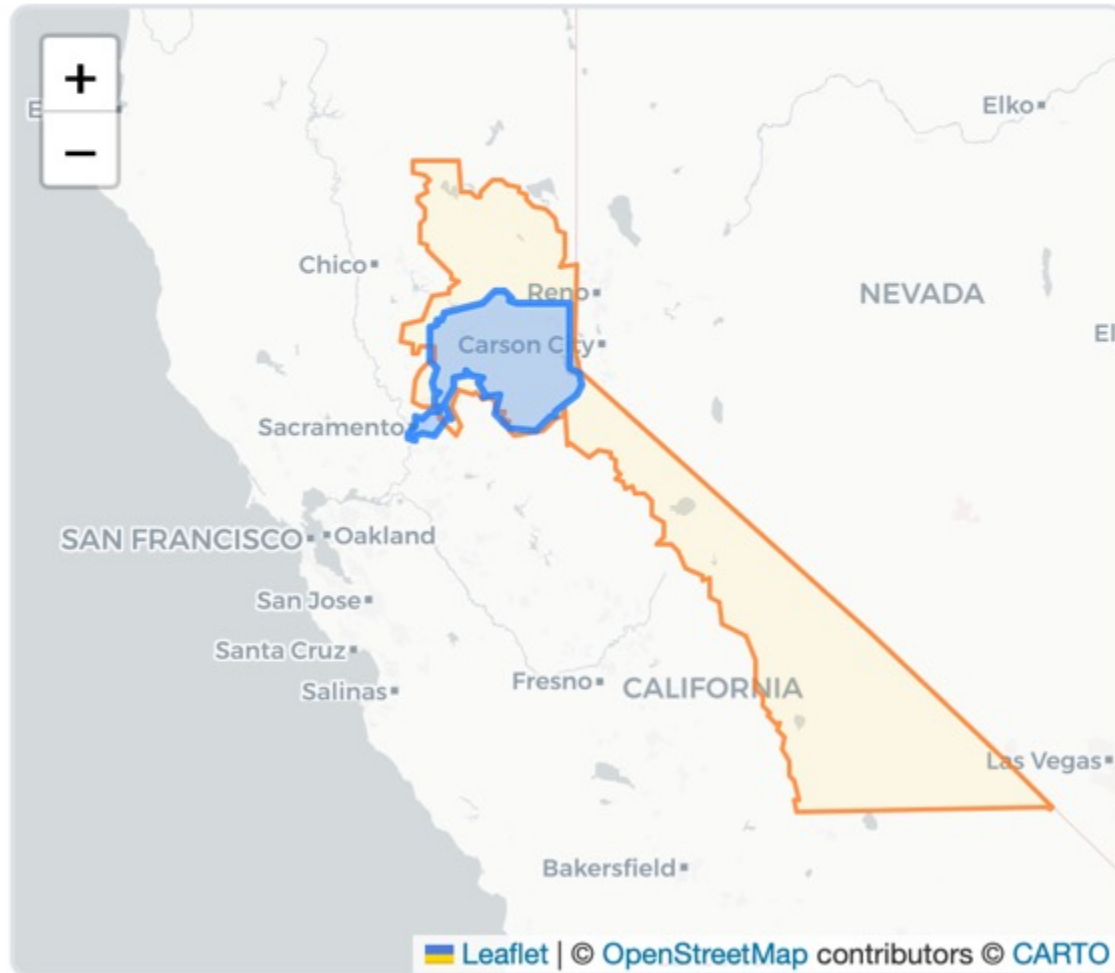 +
−
Elko
Chico
Reno
NEVADA
Carson City
El
Sacramento
SAN FRANCISCO
Oakland
San Jose
Santa Cruz
Salinas
Fresno
CALIFORNIA
Las Vegas
Bakersfield
Leaflet | © OpenStreetMap contributors © CARTO